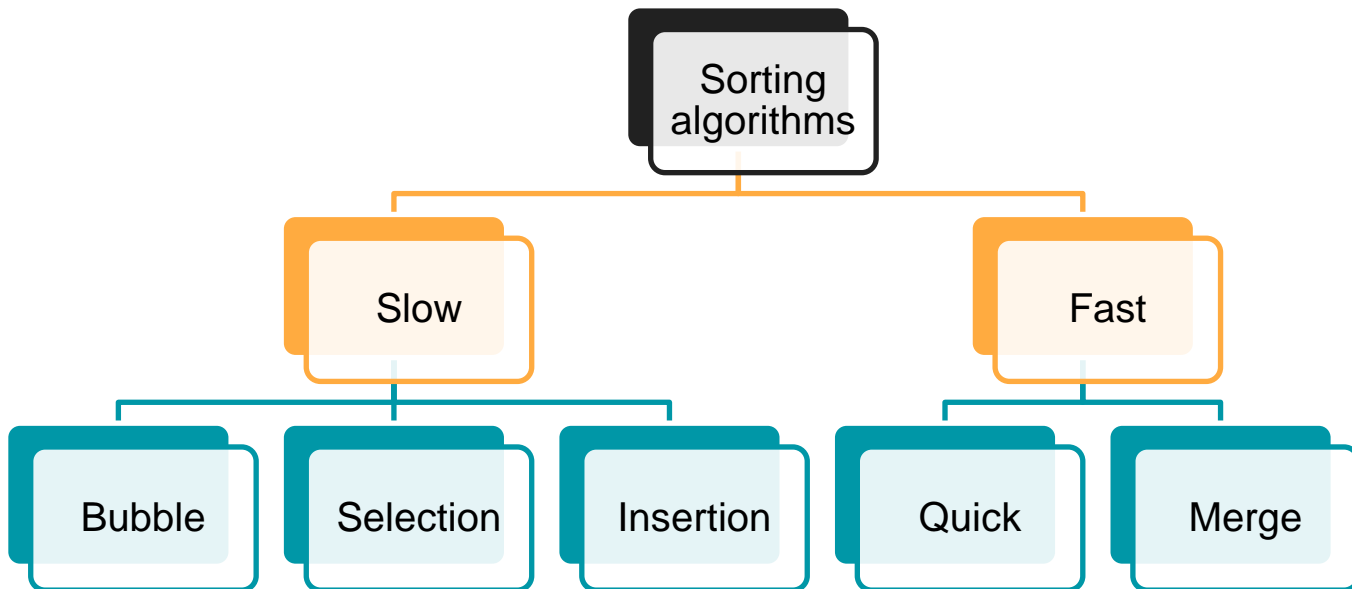 Sorting
algorithms
Slow
Fast
Bubble
Selection
Insertion
Quick
Merge